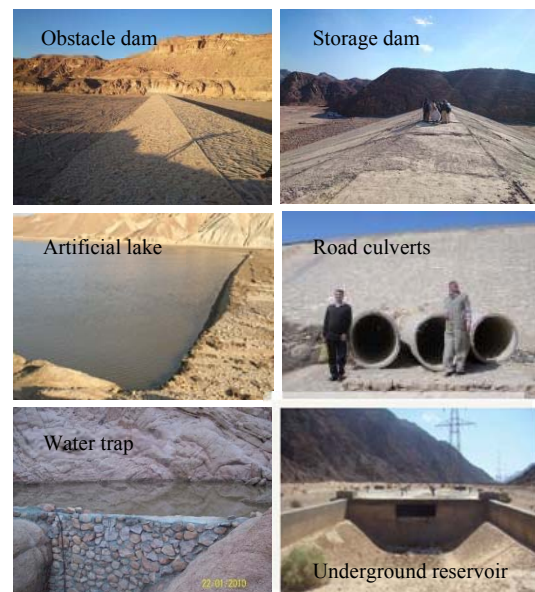 Obstacle dam
Storage dam
Artificial lake
Road culverts
Water trap
22/01/2010
Underground reservoir